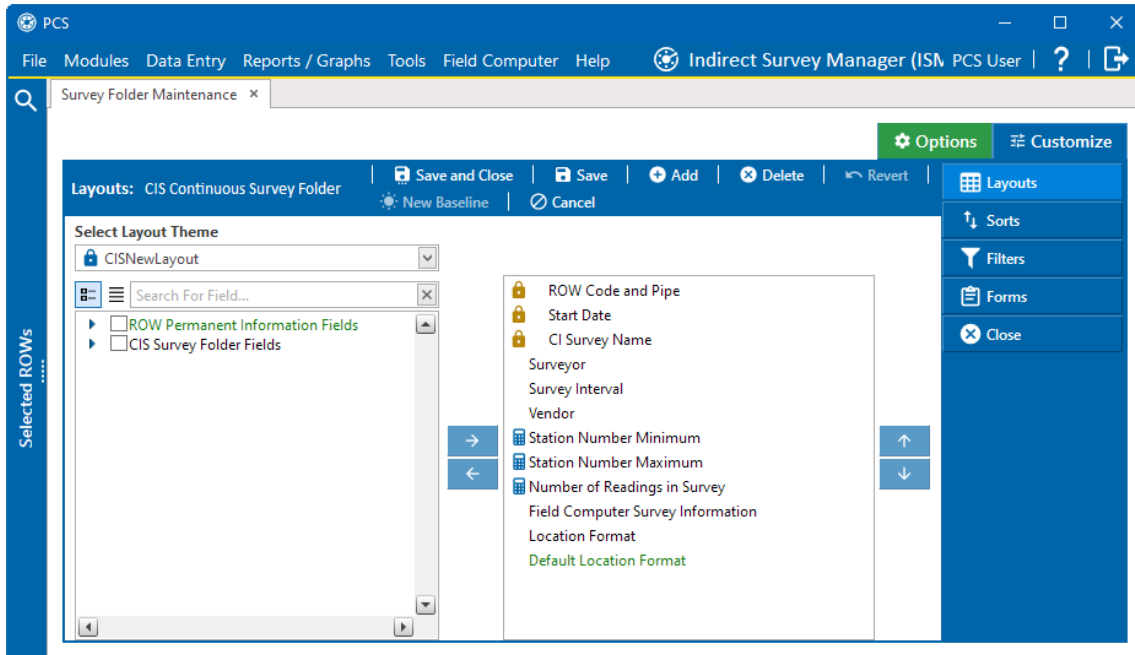 PCS
File Modules Data Entry Reports / Graphs Tools Field Computer Help Indirect Survey Manager (ISM PCS User | ? |
Survey Folder Maintenance ×
Options Customize
Layouts: CIS Continuous Survey Folder | Save and Close | Save | Add | Delete | Revert |
New Baseline | Cancel
Layouts
Sorts
Filters
Forms
Close
Select Layout Theme
CISNewLayout
Search For Field...
ROW Permanent Information Fields
CIS Survey Folder Fields
ROW Code and Pipe
Start Date
CI Survey Name
Surveyor
Survey Interval
Vendor
Station Number Minimum
Station Number Maximum
Number of Readings in Survey
Field Computer Survey Information
Location Format
Default Location Format
Selected ROWs